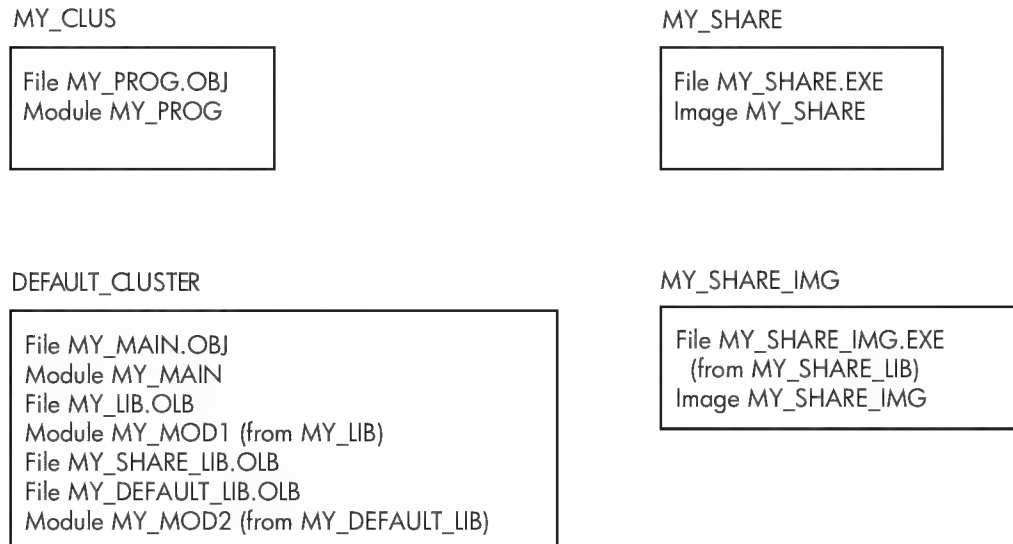 MY_CLUS
File MY_PROG.OBJ
Module MY_PROG
MY_SHARE
File MY_SHARE.EXE
Image MY_SHARE
DEFAULT_CLUSTER
File MY_MAIN.OBJ
Module MY_MAIN
File MY_LIB.OLB
Module MY_MOD1 (from MY_LIB)
File MY_SHARE_LIB.OLB
File MY_DEFAULT_LIB.OLB
Module MY_MOD2 (from MY_DEFAULT_LIB)
MY_SHARE_IMG
File MY_SHARE_IMG.EXE
(from MY_SHARE_LIB)
Image MY_SHARE_IMG